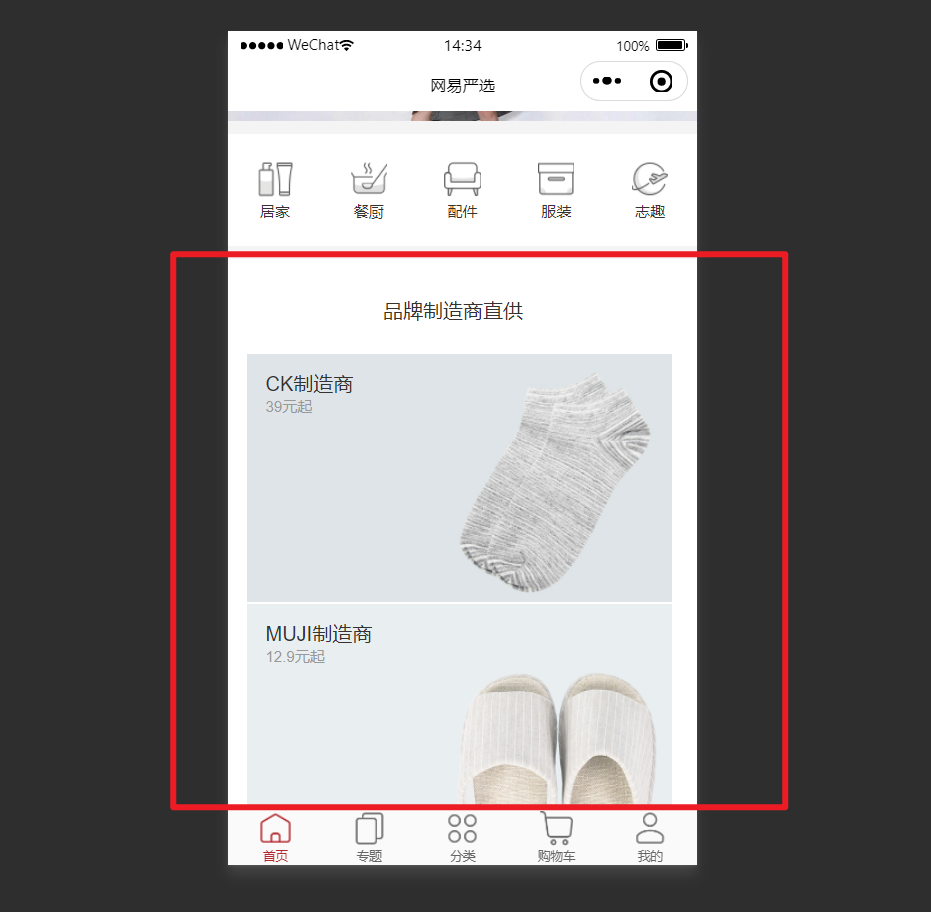 WeChat 14:34 100%
网易严选
居家 餐厨 配件 服装 志趣
品牌制造商直供
CK制造商
39元起
MUJI制造商
12.9元起
首页 专题 分类 购物车 我的